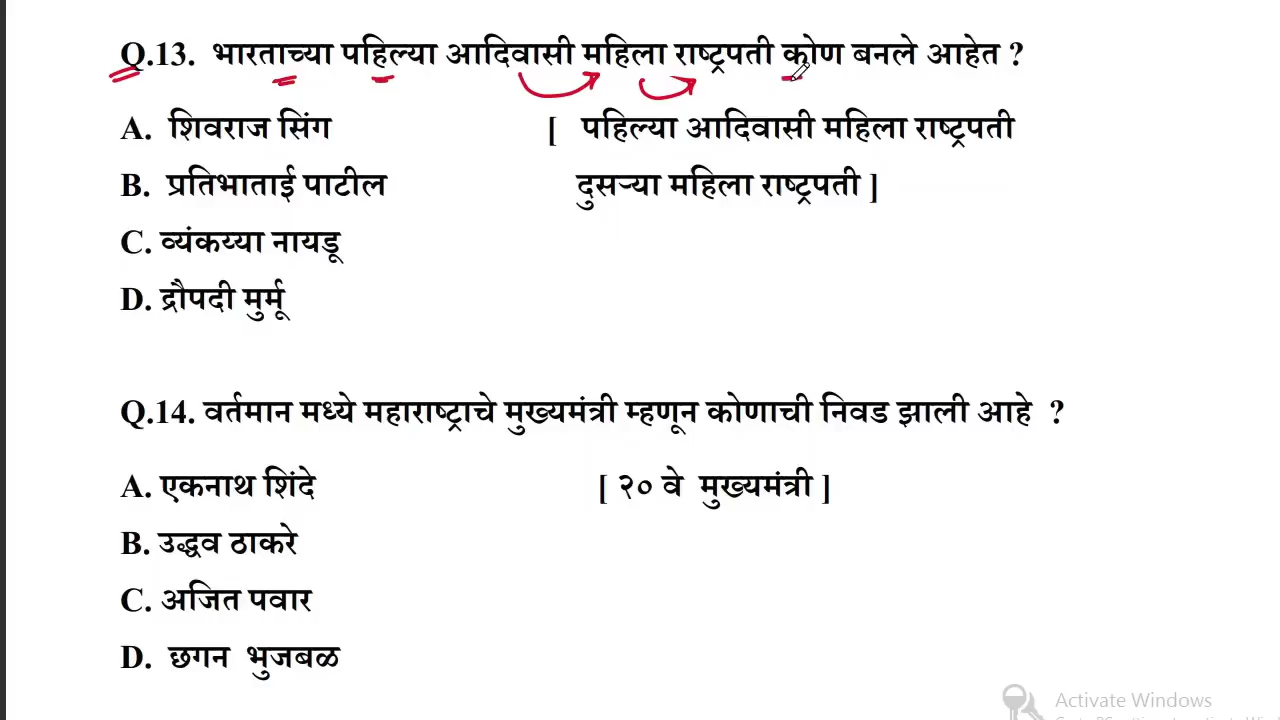 Q.13. भारताच्या पहिल्या आदिवासी महिला राष्ट्रपती कोण बनले आहेत ?
A. शिवराज सिंग [ पहिल्या आदिवासी महिला राष्ट्रपती
B. प्रतिभाताई पाटील दुसऱ्या महिला राष्ट्रपती ]
C. व्यंकय्या नायडू
D. द्रौपदी मुर्मू
Q.14. वर्तमान मध्ये महाराष्ट्राचे मुख्यमंत्री म्हणून कोणाची निवड झाली आहे ?
A. एकनाथ शिंदे [ २० वे मुख्यमंत्री ]
B. उद्धव ठाकरे
C. अजित पवार
D. छगन भुजबळ
Activate Windows